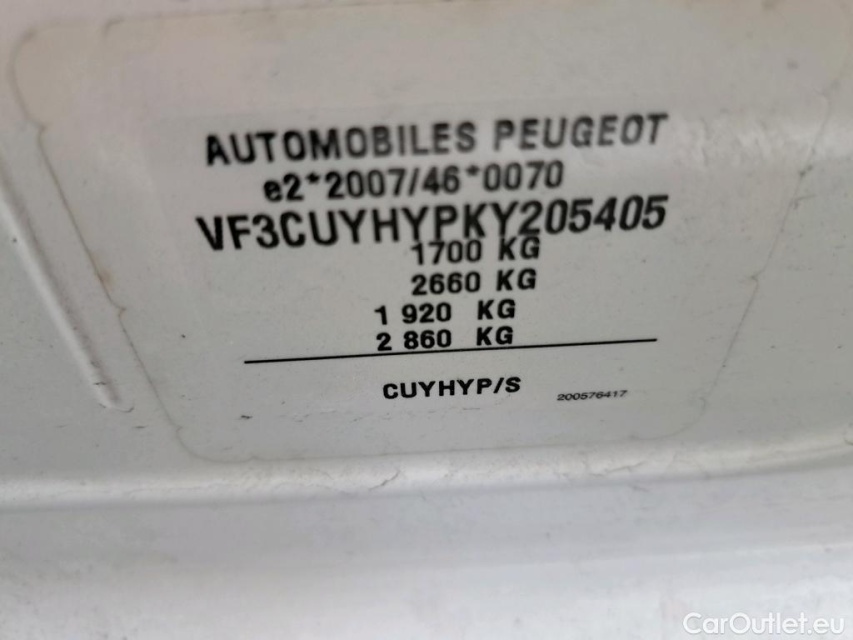 AUTOMOBILES PEUGEOT
e2*2007/46*0070
VF3CUYHYPKY205405
1700 KG
2660 KG
1 920 KG
2 860 KG
CUYHYP/S
200576417
CarOutlet.eu